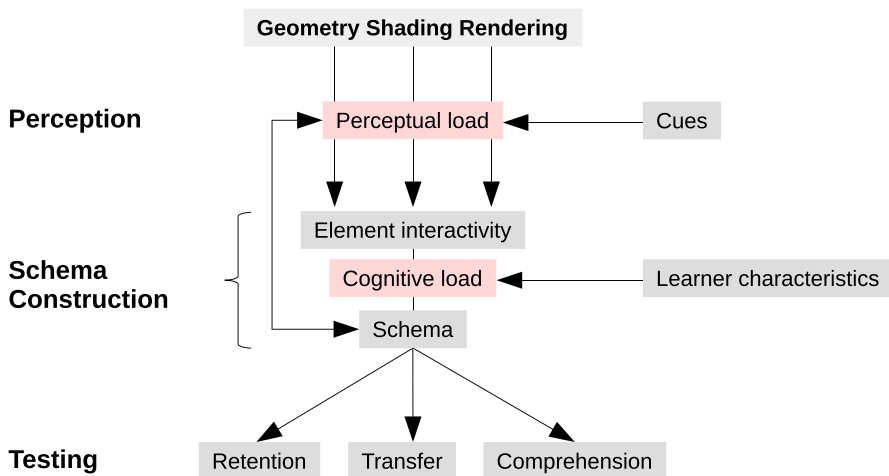 Geometry Shading Rendering
Perception
Perceptual load
Cues
Element interactivity
Schema
Construction
Cognitive load
Learner characteristics
Schema
Testing
Retention
Transfer
Comprehension